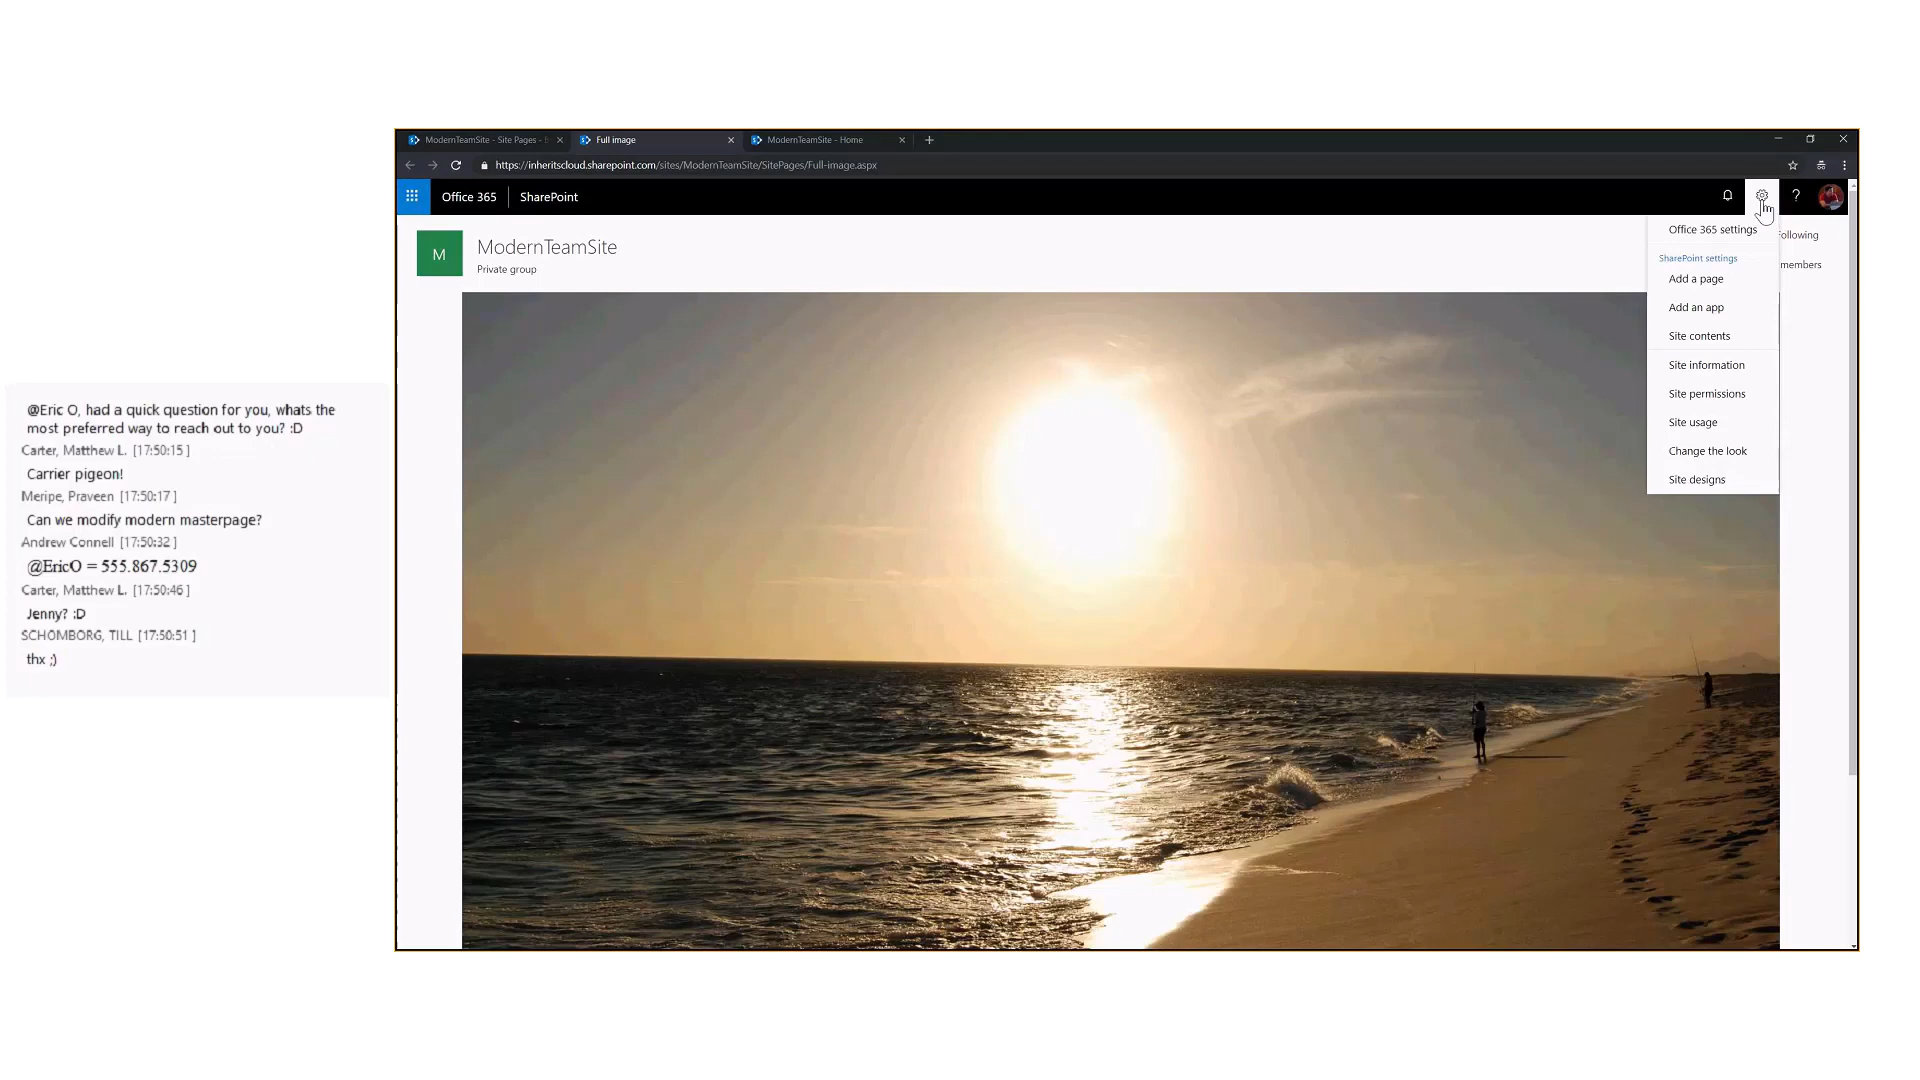 @Eric O, had a quick question for you, whats the
most preferred way to reach out to you? :D
Carter, Matthew L. [17:50:15 ]
Carrier pigeon!
Meripe, Praveen [17:50:17 ]
Can we modify modern masterpage?
Andrew Connell [17:50:32 ]
@EricO = 555.867.5309
Carter, Matthew L. [17:50:46 ]
Jenny? :D
SCHOMBORG, TILL [17:50:51 ]
thx ;)
ModernTeamSite - Site Pages -
Full image
ModernTeamSite - Home
https://inheritscloud.sharepoint.com/sites/ModernTeamSite/SitePages/Full-image.aspx
Office 365
SharePoint
?
M
ModernTeamSite
Private group
Following
members
Office 365 settings
SharePoint settings
Add a page
Add an app
Site contents
Site information
Site permissions
Site usage
Change the look
Site designs